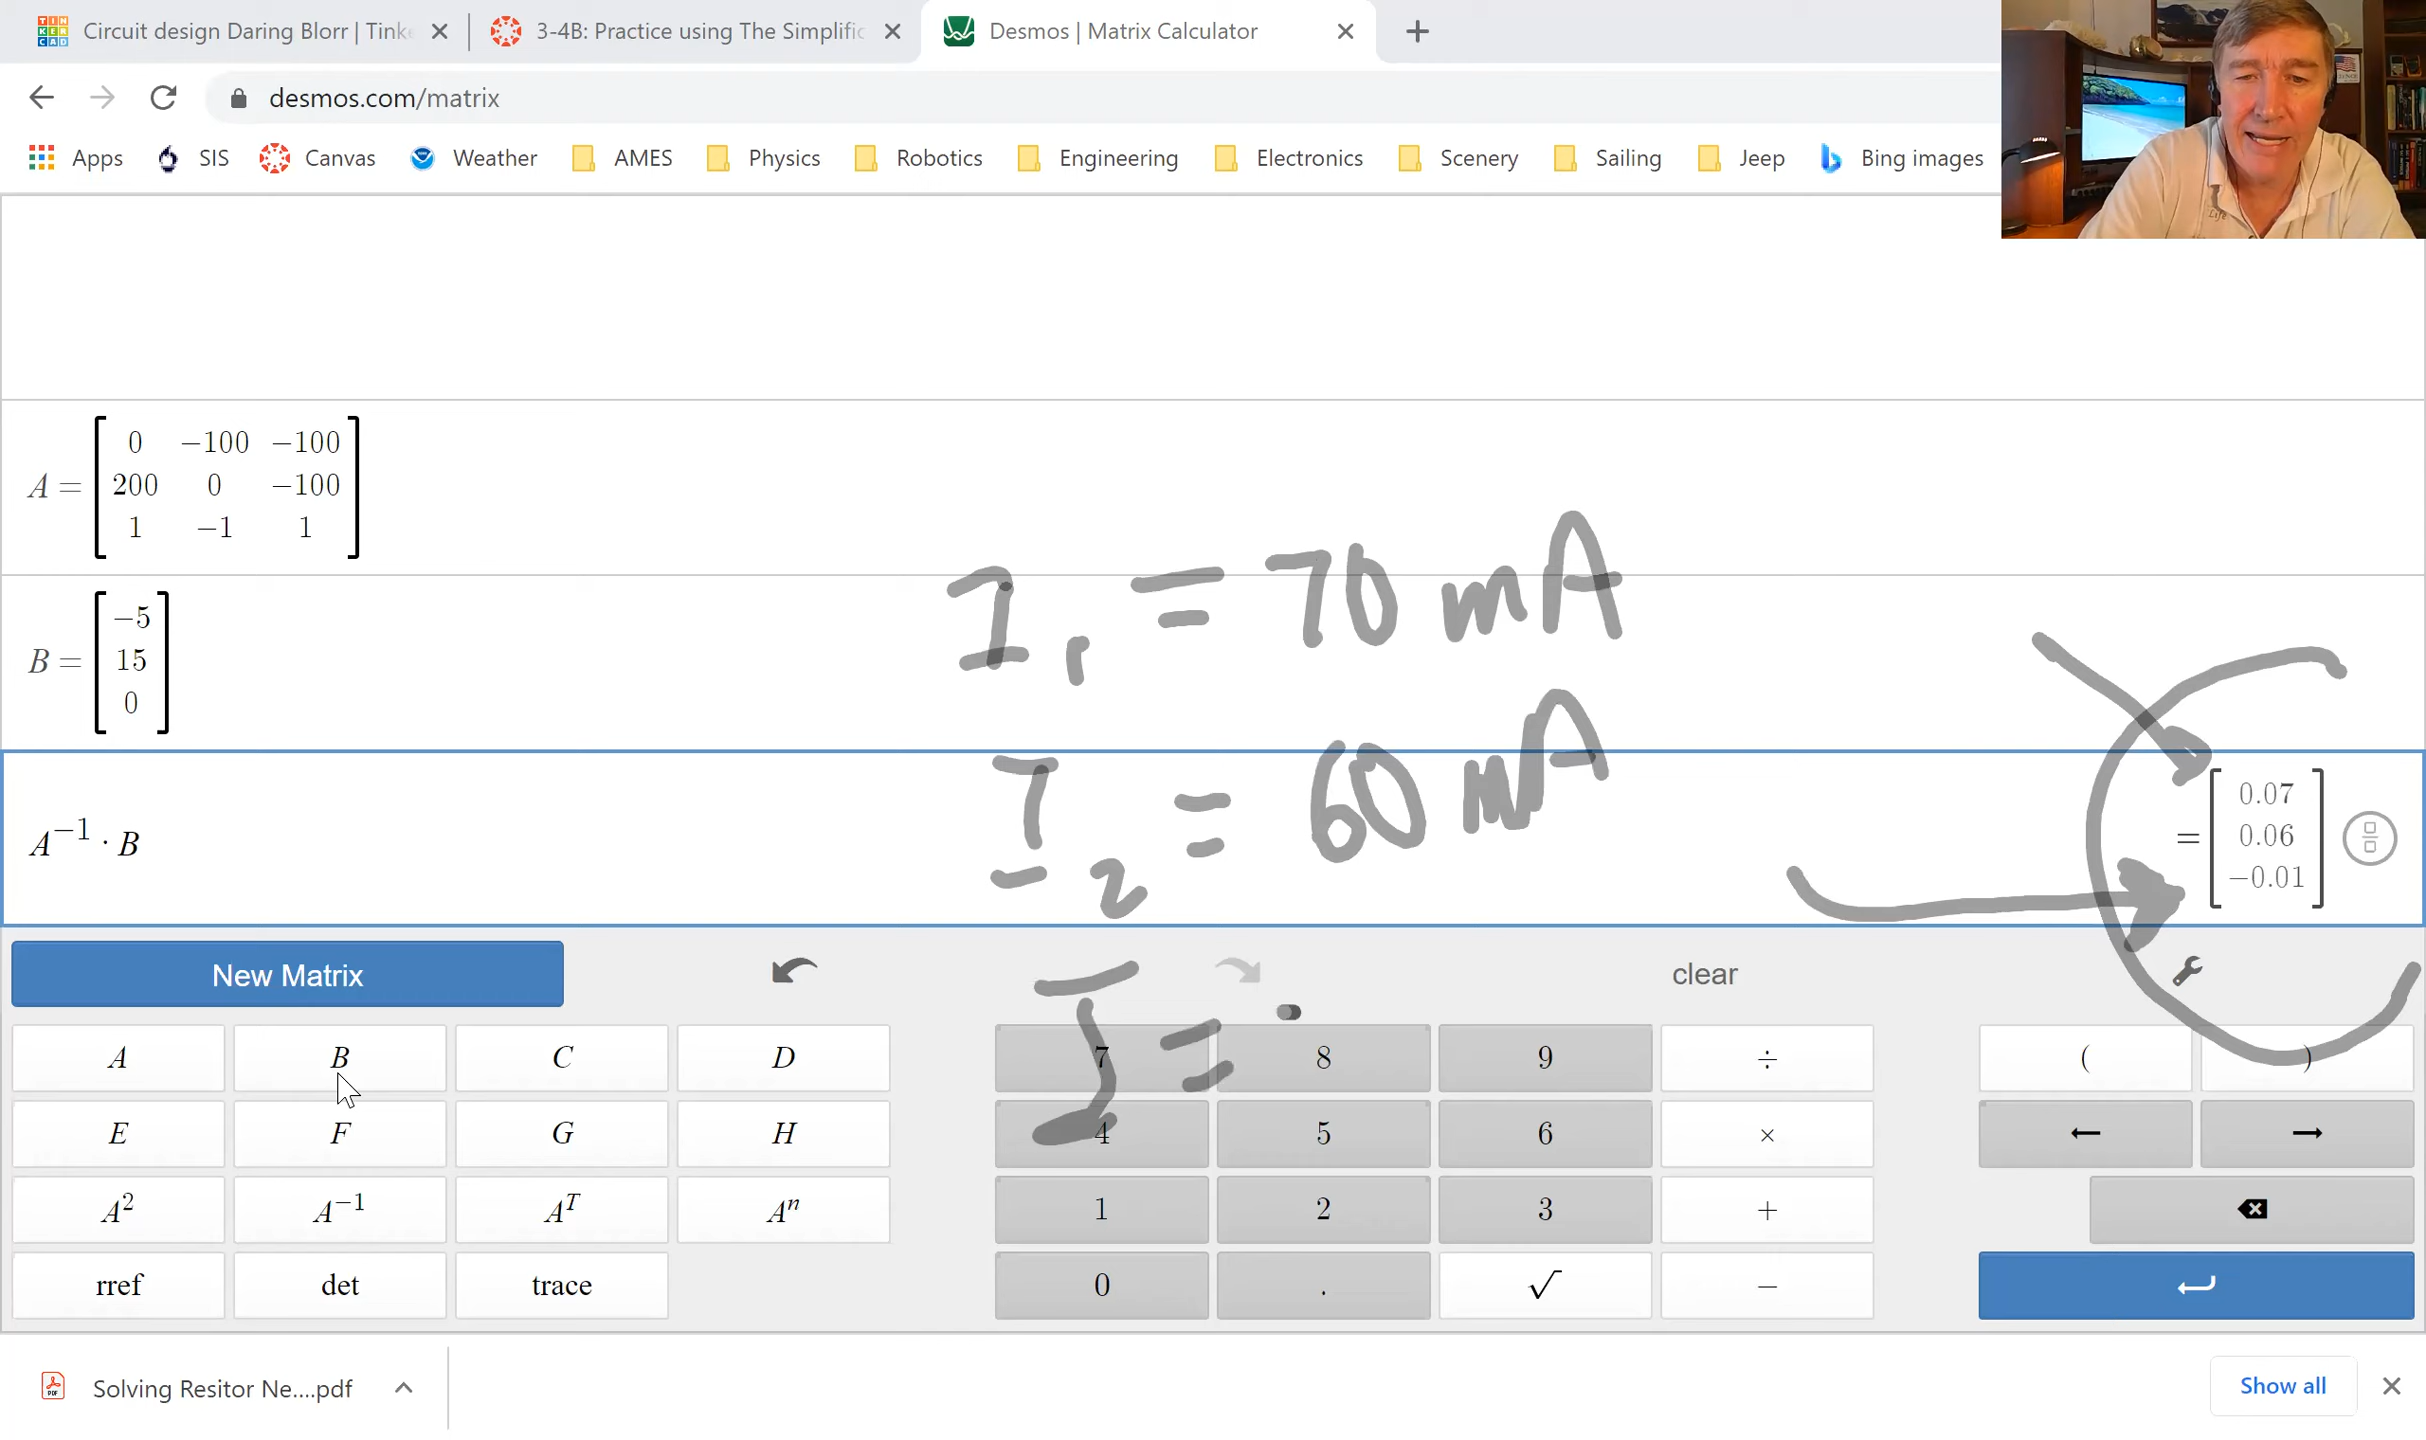 Circuit design Daring Blorr | Tinke
3-4B: Practice using The Simplific
Desmos | Matrix Calculator
desmos.com/matrix
Apps SIS Canvas Weather AMES Physics Robotics Engineering Electronics Scenery Sailing Jeep Bing images
A = [0 −100 −100
200 0 −100
1 −1 1]
B = [−5
15
0]
I₁ = 70 mA
I₂ = 60 mA
I =
A⁻¹ · B
= [0.07
0.06
−0.01]
New Matrix
clear
A B C D 7 8 9 ÷ ( )
E F G H 4 5 6 × ← →
A² A⁻¹ Aᵀ Aⁿ 1 2 3 +
rref det trace 0 . √ −
Solving Resitor Ne....pdf
Show all